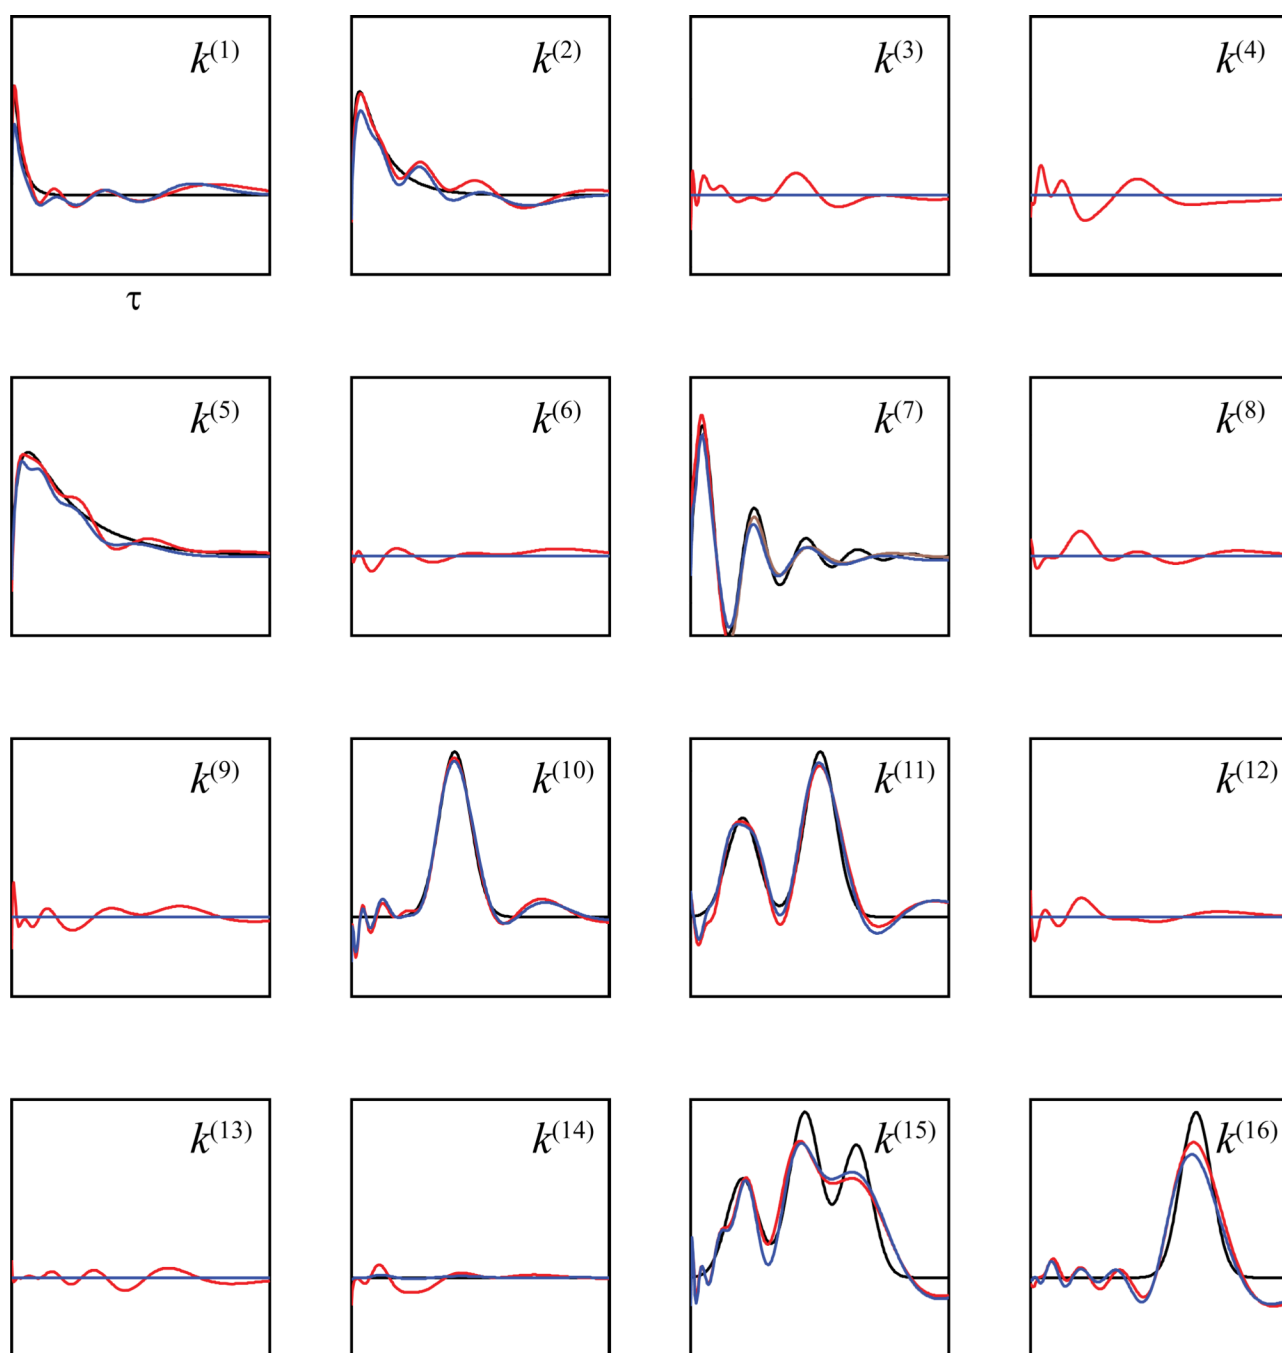 k(1)
k(2)
k(3)
k(4)
τ
k(5)
k(6)
k(7)
k(8)
k(9)
k(10)
k(11)
k(12)
k(13)
k(14)
k(15)
k(16)